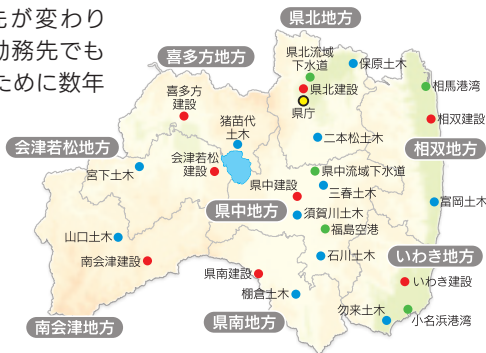 先が変わり
勤務先でも
ために数年
県北地方
喜多方地方
県北流域
下水道
保原土木
相馬港湾
喜多方
建設
県北建設
県庁
相双建設
猪苗代
土木
二本松土木
会津若松地方
相双地方
宮下土木
会津若松
建設
県中流域下水道
県中建設
三春土木
県中地方
須賀川土木
富岡土木
福島空港
山口土木
南会津建設
石川土木
いわき地方
県南建設
いわき建設
棚倉土木
勿来土木
小名浜港湾
南会津地方
県南地方